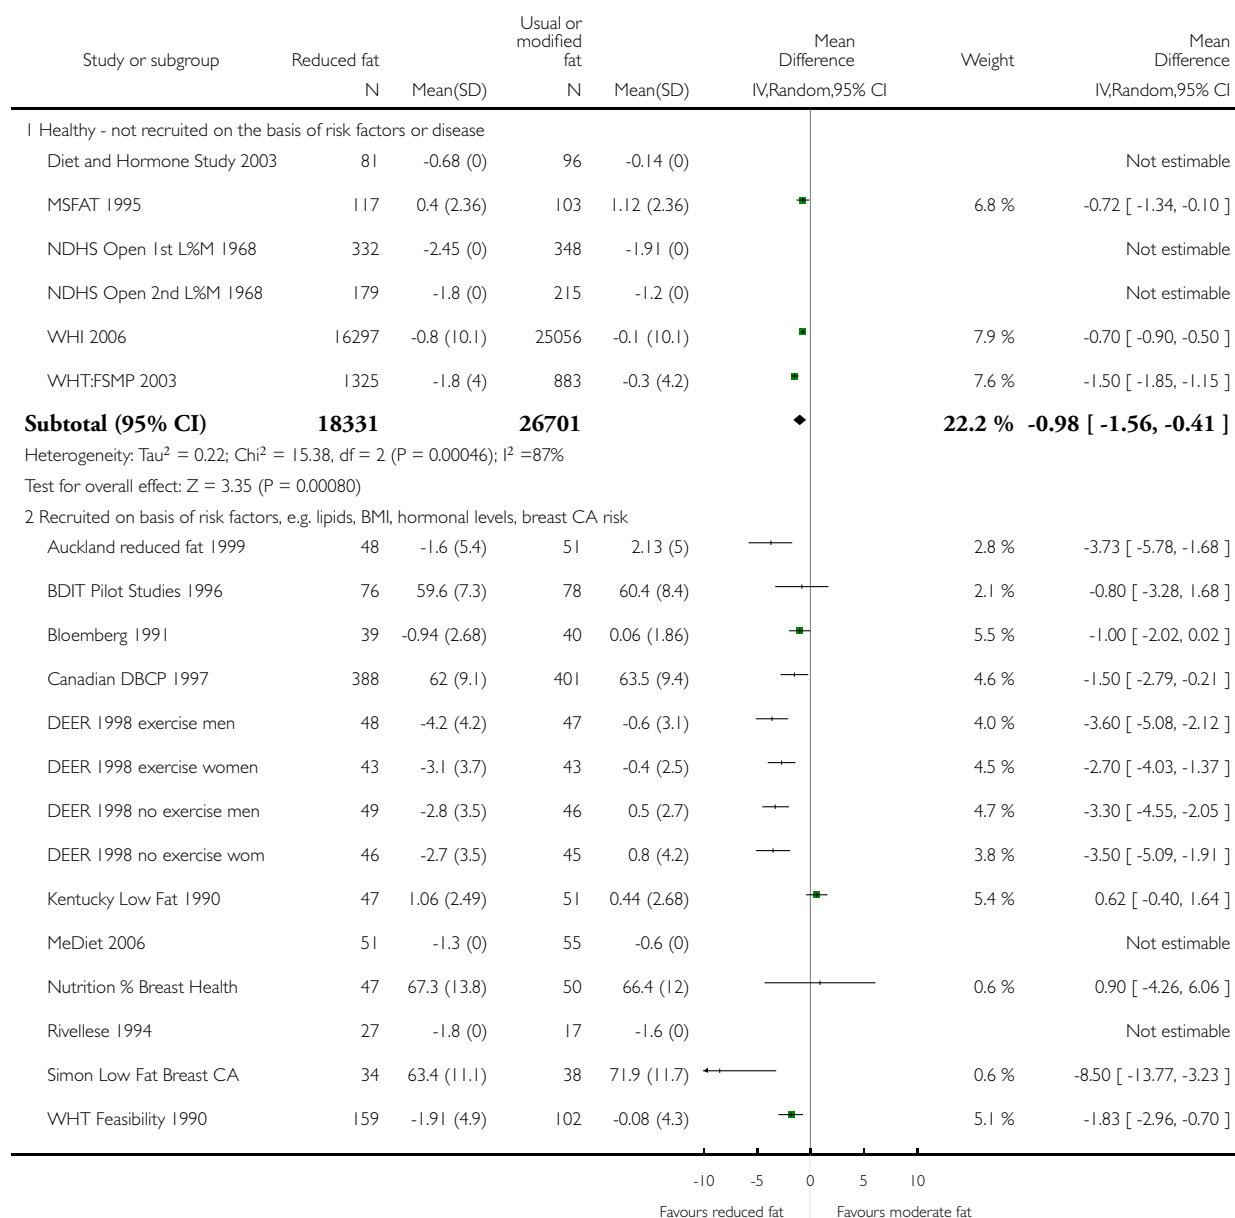 Study or subgroup Reduced fat Usual or modified fat Mean Difference Weight Mean Difference
N Mean(SD) N Mean(SD) IV,Random,95% CI IV,Random,95% CI
1 Healthy - not recruited on the basis of risk factors or disease
Diet and Hormone Study 2003 81 -0.68 (0) 96 -0.14 (0) Not estimable
MSFAT 1995 117 0.4 (2.36) 103 1.12 (2.36) 6.8 % -0.72 [ -1.34, -0.10 ]
NDHS Open 1st L%M 1968 332 -2.45 (0) 348 -1.91 (0) Not estimable
NDHS Open 2nd L%M 1968 179 -1.8 (0) 215 -1.2 (0) Not estimable
WHI 2006 16297 -0.8 (10.1) 25056 -0.1 (10.1) 7.9 % -0.70 [ -0.90, -0.50 ]
WHT:FSMP 2003 1325 -1.8 (4) 883 -0.3 (4.2) 7.6 % -1.50 [ -1.85, -1.15 ]
Subtotal (95% CI) 18331 26701 22.2 % -0.98 [ -1.56, -0.41 ]
Heterogeneity: Tau² = 0.22; Chi² = 15.38, df = 2 (P = 0.00046); I² =87%
Test for overall effect: Z = 3.35 (P = 0.00080)
2 Recruited on basis of risk factors, e.g. lipids, BMI, hormonal levels, breast CA risk
Auckland reduced fat 1999 48 -1.6 (5.4) 51 2.13 (5) 2.8 % -3.73 [ -5.78, -1.68 ]
BDIT Pilot Studies 1996 76 59.6 (7.3) 78 60.4 (8.4) 2.1 % -0.80 [ -3.28, 1.68 ]
Bloemberg 1991 39 -0.94 (2.68) 40 0.06 (1.86) 5.5 % -1.00 [ -2.02, 0.02 ]
Canadian DBCP 1997 388 62 (9.1) 401 63.5 (9.4) 4.6 % -1.50 [ -2.79, -0.21 ]
DEER 1998 exercise men 48 -4.2 (4.2) 47 -0.6 (3.1) 4.0 % -3.60 [ -5.08, -2.12 ]
DEER 1998 exercise women 43 -3.1 (3.7) 43 -0.4 (2.5) 4.5 % -2.70 [ -4.03, -1.37 ]
DEER 1998 no exercise men 49 -2.8 (3.5) 46 0.5 (2.7) 4.7 % -3.30 [ -4.55, -2.05 ]
DEER 1998 no exercise wom 46 -2.7 (3.5) 45 0.8 (4.2) 3.8 % -3.50 [ -5.09, -1.91 ]
Kentucky Low Fat 1990 47 1.06 (2.49) 51 0.44 (2.68) 5.4 % 0.62 [ -0.40, 1.64 ]
MeDiet 2006 51 -1.3 (0) 55 -0.6 (0) Not estimable
Nutrition % Breast Health 47 67.3 (13.8) 50 66.4 (12) 0.6 % 0.90 [ -4.26, 6.06 ]
Rivellese 1994 27 -1.8 (0) 17 -1.6 (0) Not estimable
Simon Low Fat Breast CA 34 63.4 (11.1) 38 71.9 (11.7) 0.6 % -8.50 [ -13.77, -3.23 ]
WHT Feasibility 1990 159 -1.91 (4.9) 102 -0.08 (4.3) 5.1 % -1.83 [ -2.96, -0.70 ]
-10 -5 0 5 10
Favours reduced fat Favours moderate fat